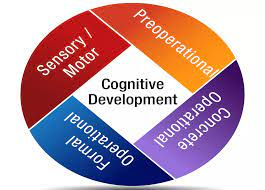 Sensory /
Motor
Preoperational
Cognitive
Development
Concrete
Operational
Formal
Operational